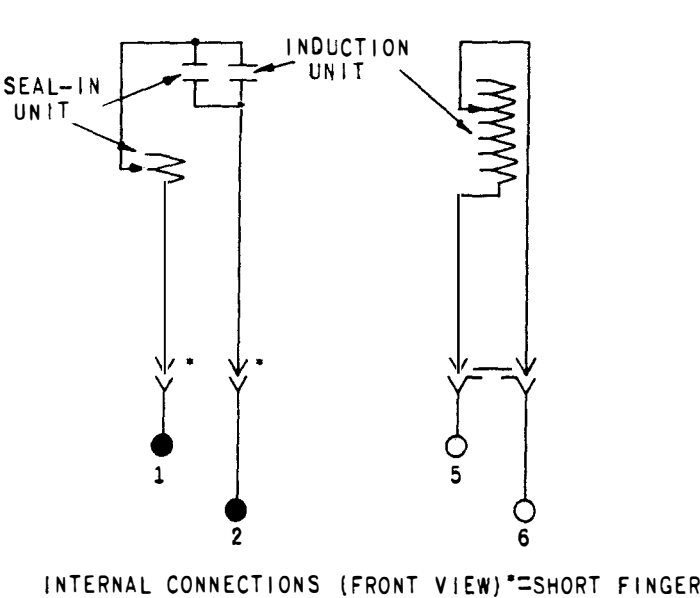 INDUCTION
UNIT
SEAL-IN
UNIT
*
*
1
5
2
6
INTERNAL CONNECTIONS (FRONT VIEW) *=SHORT FINGER